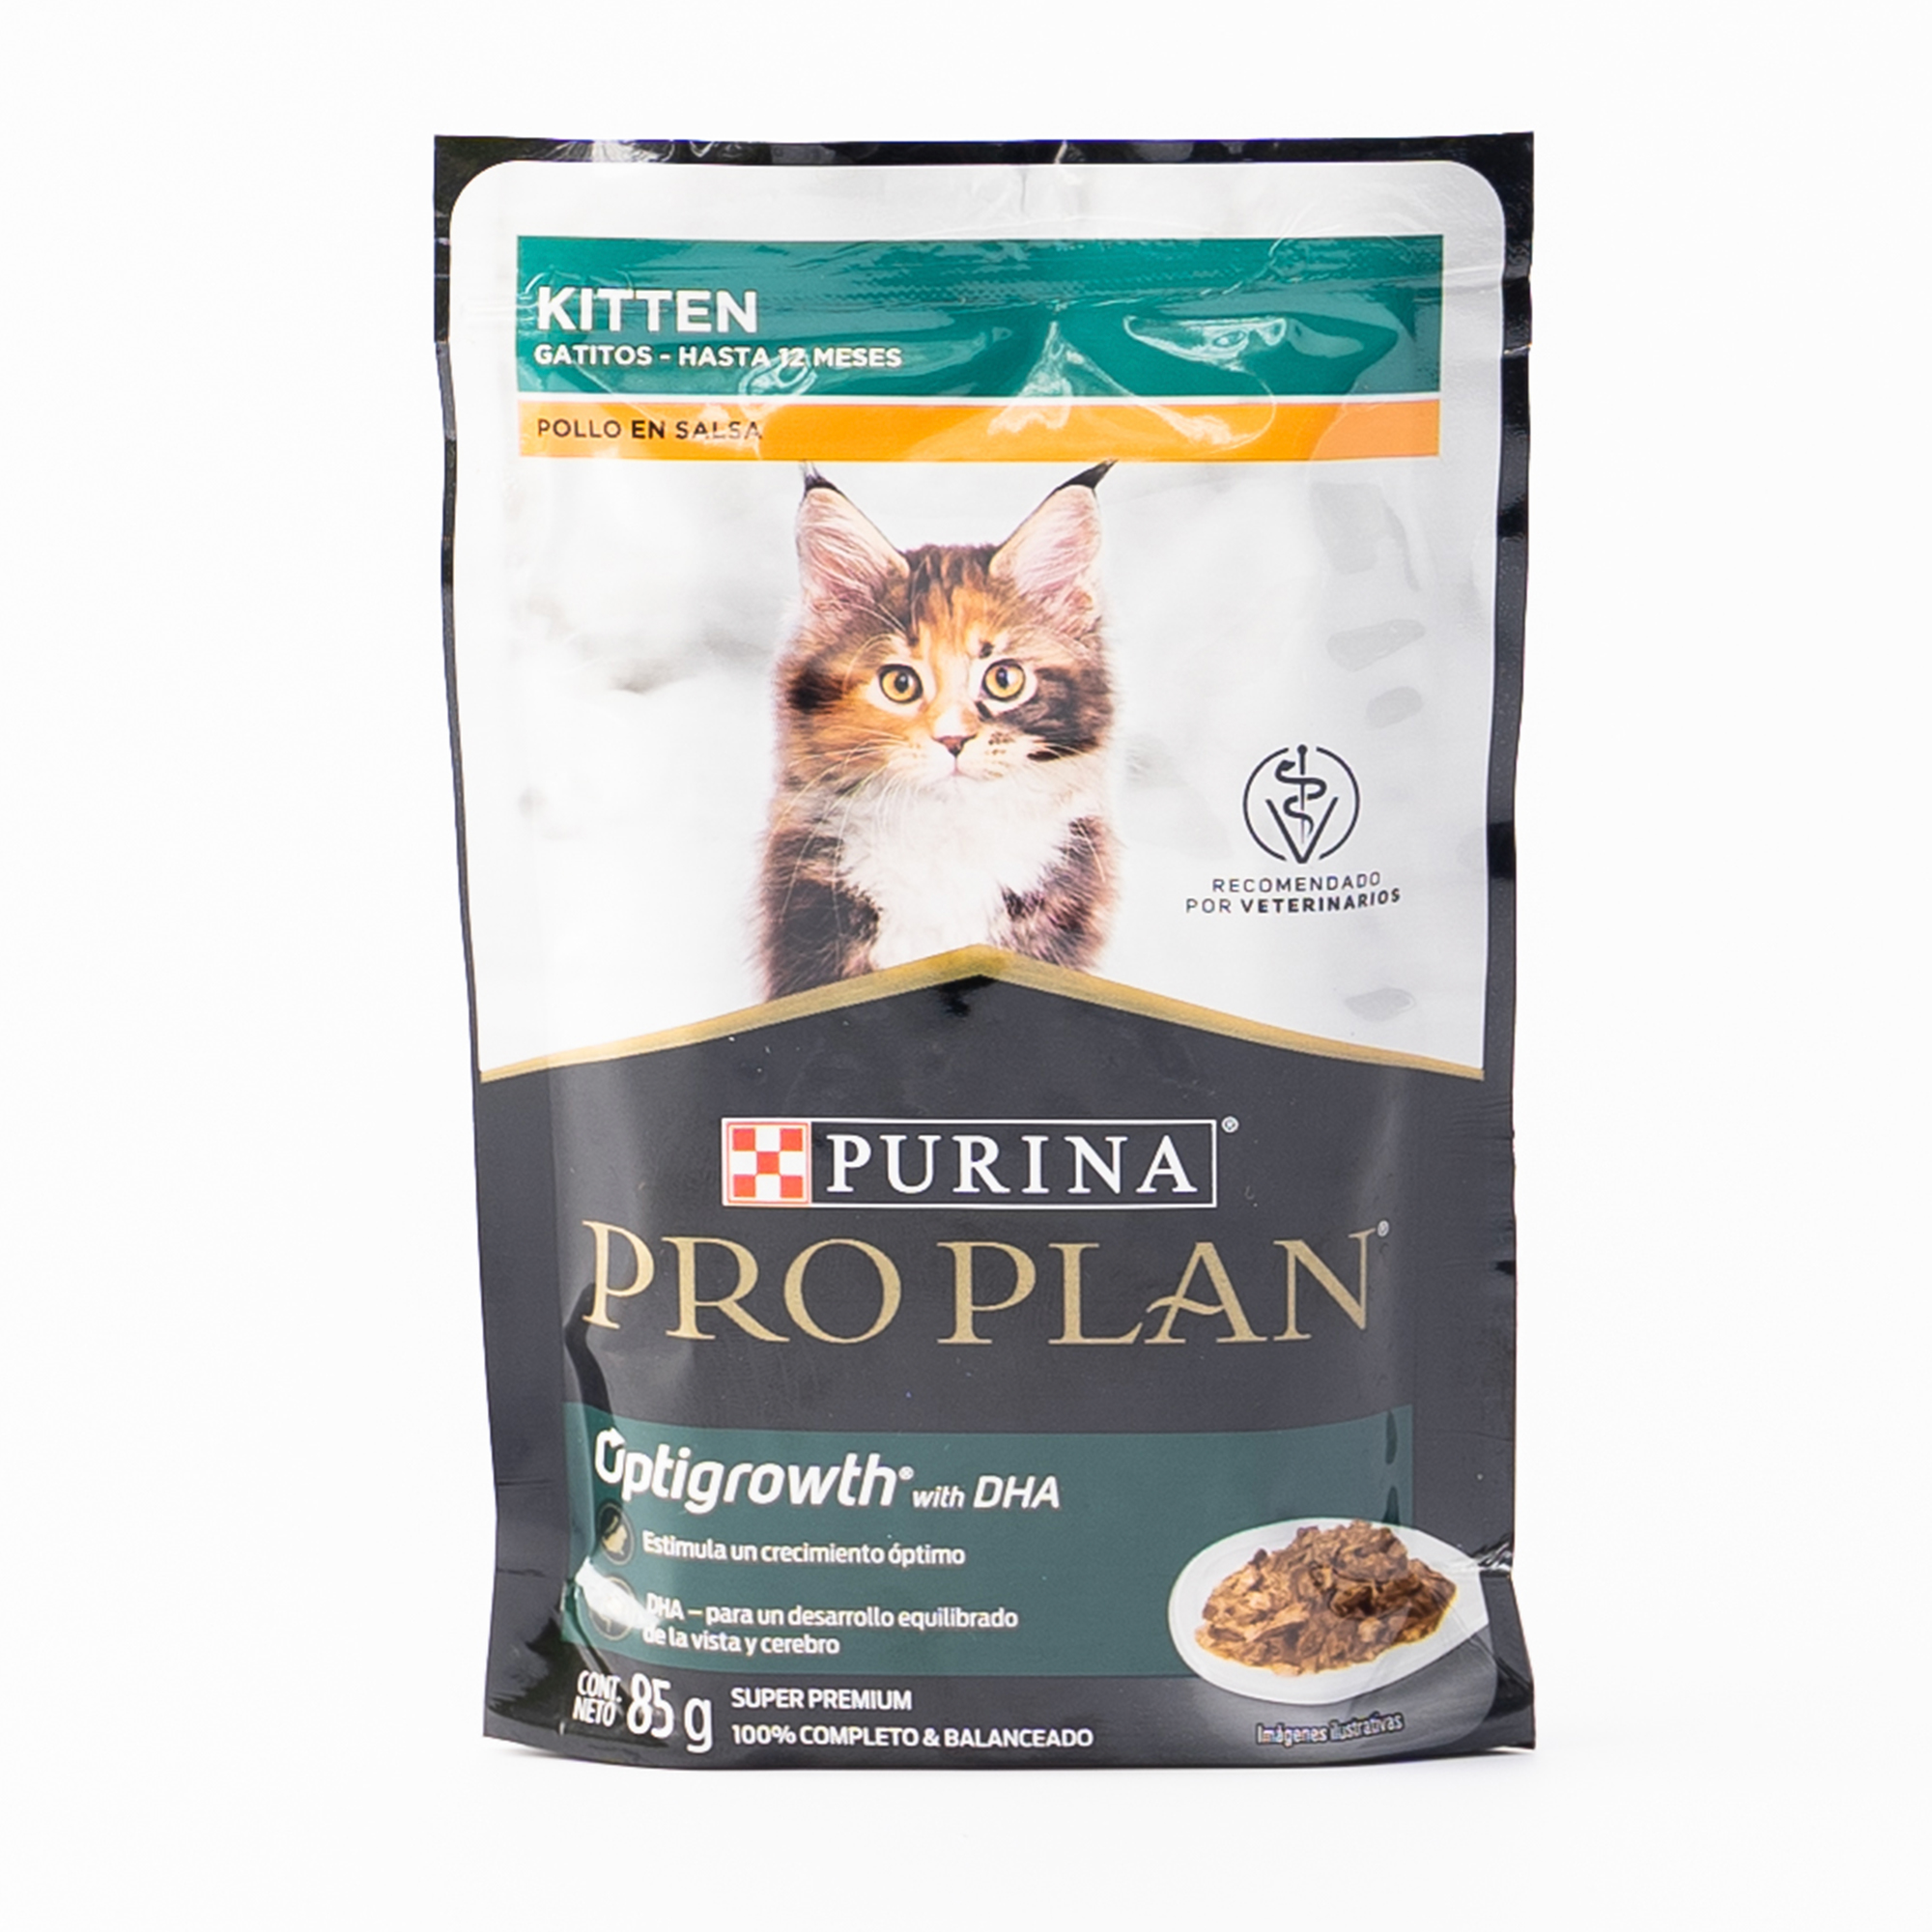 KITTEN
GATITOS - HASTA 12 MESES
POLLO EN SALSA
RECOMENDADO
POR VETERINARIOS
PURINA®
PRO PLAN®
Optigrowth® with DHA
Estimula un crecimiento óptimo
DHA – para un desarrollo equilibrado
de la vista y cerebro
CONT.
NETO 85 g
SUPER PREMIUM
100% COMPLETO & BALANCEADO
Imágenes ilustrativas